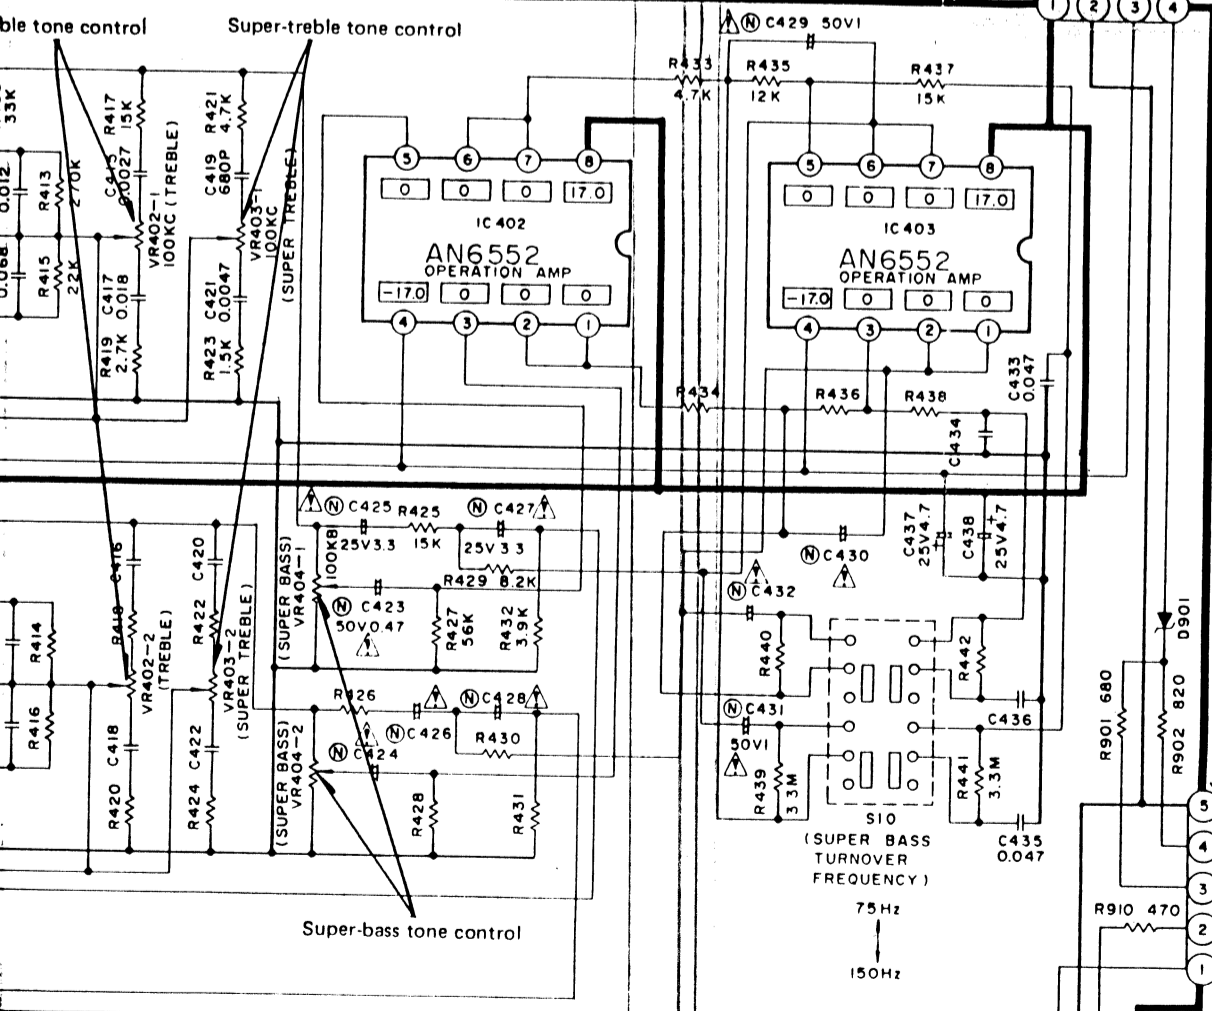 ble tone control
Super-treble tone control
N C429 50V1
1 2 3 4
33K
R417 15K
R421 4.7K
R433 4.7K
R435 12K
R437 15K
0.012
R413 270K
C415 0.0027
VR402-1 100KC (TREBLE)
C419 680P
VR403-1 100KC (SUPER TREBLE)
5 6 7 8
0 0 0 17.0
IC402
AN6552
OPERATION AMP
-17.0 0 0 0
4 3 2 1
5 6 7 8
0 0 0 17.0
IC403
AN6552
OPERATION AMP
-17.0 0 0 0
4 3 2 1
0.068
R415 22K
C417 0.018
C421 0.0047
R419 2.7K
R423 1.5K
C433 0.047
R434
R436
R438
C434
N C425 25V3.3
R425 15K
N C427 25V3.3
C437 25V4.7
C438 + 25V4.7
+
C416
C420
(SUPER BASS) VR404-1 100KB
R429 8.2K
N C430
N C432
N C423 50V0.47
R427 56K
R432 3.9K
R418
R422
R414
R440
R442
D901
VR402-2 (TREBLE)
VR403-2 (SUPER TREBLE)
R426
N C426
N C428
N C431 50V1
C436
R901 680
R902 820
R416
C418
C422
(SUPER BASS) VR404-2
N C424
R430
R420
R424
R428
R431
R439 3.3M
R441 3.3M
S10
(SUPER BASS
TURNOVER
FREQUENCY)
C435
0.047
75Hz
150Hz
5
4
3
R910 470
2
1
Super-bass tone control